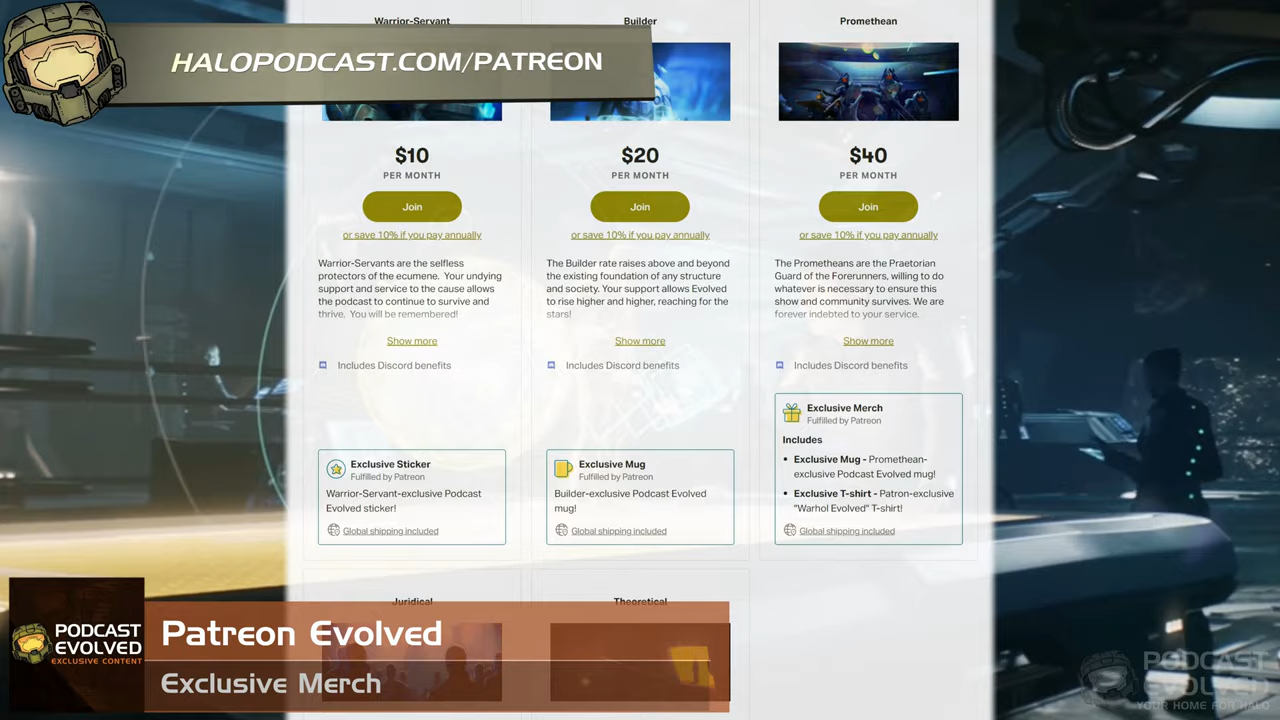 Warrior-Servant
Builder
Promethean
HALOPODCAST.COM/PATREON
$10
PER MONTH
Join
or save 10% if you pay annually
Warrior-Servants are the selfless
protectors of the ecumene. Your undying
support and service to the cause allows
the podcast to continue to survive and
thrive. You will be remembered!
Show more
Includes Discord benefits
Exclusive Sticker
Fulfilled by Patreon
Warrior-Servant-exclusive Podcast
Evolved sticker!
Global shipping included
$20
PER MONTH
Join
or save 10% if you pay annually
The Builder rate raises above and beyond
the existing foundation of any structure
and society. Your support allows Evolved
to rise higher and higher, reaching for the
stars!
Show more
Includes Discord benefits
Exclusive Mug
Fulfilled by Patreon
Builder-exclusive Podcast Evolved
mug!
Global shipping included
$40
PER MONTH
Join
or save 10% if you pay annually
The Prometheans are the Praetorian
Guard of the Forerunners, willing to do
whatever is necessary to ensure this
show and community survives. We are
forever indebted to your service.
Show more
Includes Discord benefits
Exclusive Merch
Fulfilled by Patreon
Includes
Exclusive Mug - Promethean-
exclusive Podcast Evolved mug!
Exclusive T-shirt - Patron-exclusive
"Warhol Evolved" T-shirt!
Global shipping included
Juridical
Theoretical
PODCAST
EVOLVED
EXCLUSIVE CONTENT
Patreon Evolved
Exclusive Merch
PODCAST
EVOLVED
YOUR HOME FOR HALO